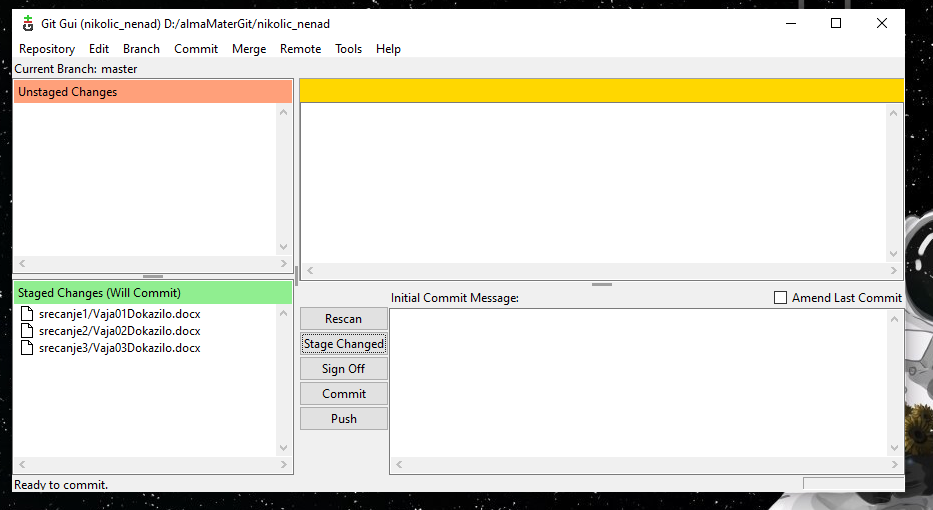 Git Gui (nikolic_nenad) D:/almaMaterGit/nikolic_nenad
Repository Edit Branch Commit Merge Remote Tools Help
Current Branch: master
Unstaged Changes
Staged Changes (Will Commit)
srecanje1/Vaja01Dokazilo.docx
srecanje2/Vaja02Dokazilo.docx
srecanje3/Vaja03Dokazilo.docx
Initial Commit Message:
Amend Last Commit
Rescan
Stage Changed
Sign Off
Commit
Push
Ready to commit.